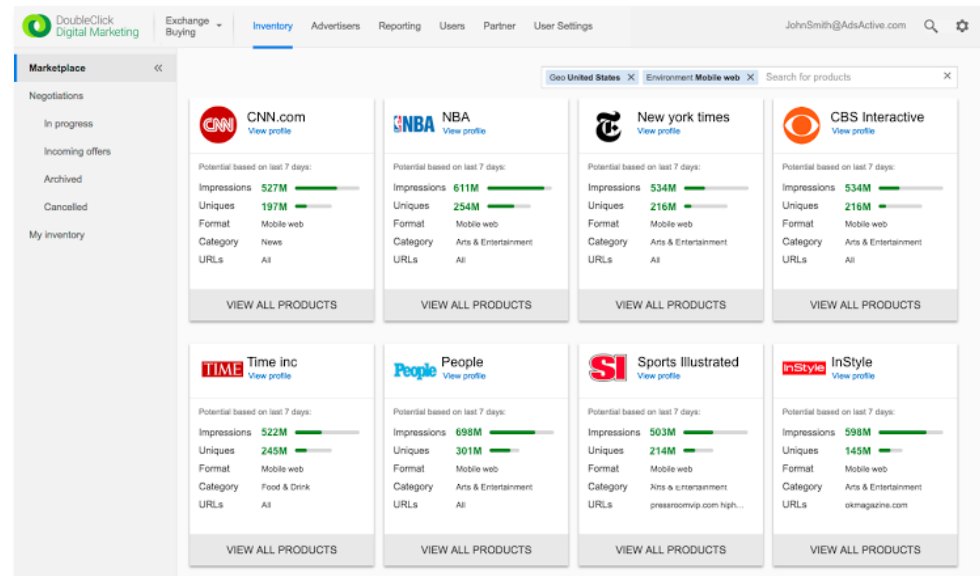 DoubleClick
Digital Marketing
Exchange
Buying
Inventory
Advertisers
Reporting
Users
Partner
User Settings
JohnSmith@AdsActive.com
Marketplace
Negotiations
In progress
Incoming offers
Archived
Cancelled
My inventory
Geo United States X
Environment Mobile web X
Search for products
CNN
CNN.com
View profile
Potential based on last 7 days:
Impressions 527M
Uniques 197M
Format Mobile web
Category News
URLs All
VIEW ALL PRODUCTS
NBA
NBA
View profile
Potential based on last 7 days:
Impressions 611M
Uniques 254M
Format Mobile web
Category Arts & Entertainment
URLs All
VIEW ALL PRODUCTS
New york times
View profile
Potential based on last 7 days:
Impressions 534M
Uniques 216M
Format Mobile web
Category Arts & Entertainment
URLs All
VIEW ALL PRODUCTS
CBS Interactive
View profile
Potential based on last 7 days:
Impressions 534M
Uniques 216M
Format Mobile web
Category Arts & Entertainment
URLs All
VIEW ALL PRODUCTS
TIME
Time inc
View profile
Potential based on last 7 days:
Impressions 522M
Uniques 245M
Format Mobile web
Category Food & Drink
URLs All
VIEW ALL PRODUCTS
People
People
View profile
Potential based on last 7 days:
Impressions 698M
Uniques 301M
Format Mobile web
Category Arts & Entertainment
URLs All
VIEW ALL PRODUCTS
SI
Sports Illustrated
View profile
Potential based on last 7 days:
Impressions 503M
Uniques 214M
Format Mobile web
Category Arts & Entertainment
URLs pressroomvip.com hiph...
VIEW ALL PRODUCTS
InStyle
InStyle
View profile
Potential based on last 7 days:
Impressions 598M
Uniques 145M
Format Mobile web
Category Arts & Entertainment
URLs okmagazine.com
VIEW ALL PRODUCTS